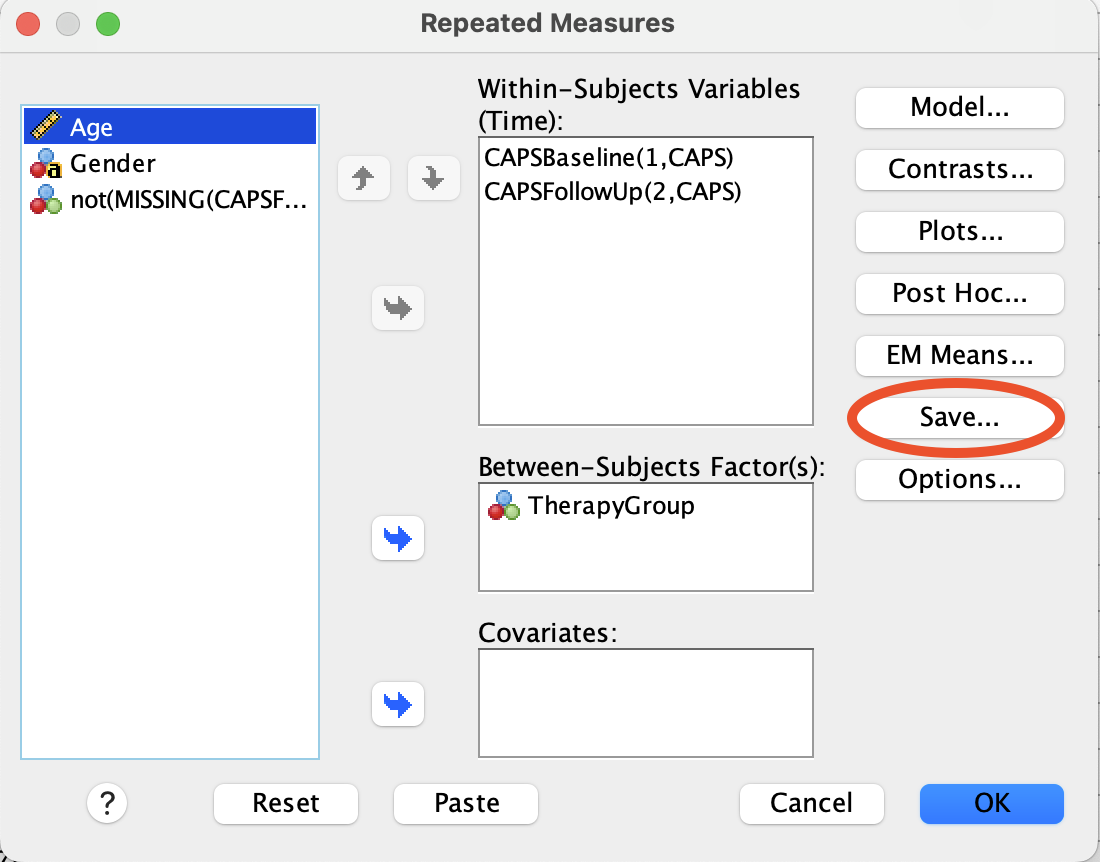 Repeated Measures
Age
Gender
not(MISSING(CAPSF...
Within-Subjects Variables
(Time):
CAPSBaseline(1,CAPS)
CAPSFollowUp(2,CAPS)
Between-Subjects Factor(s):
TherapyGroup
Covariates:
Model...
Contrasts...
Plots...
Post Hoc...
EM Means...
Save...
Options...
?
Reset
Paste
Cancel
OK